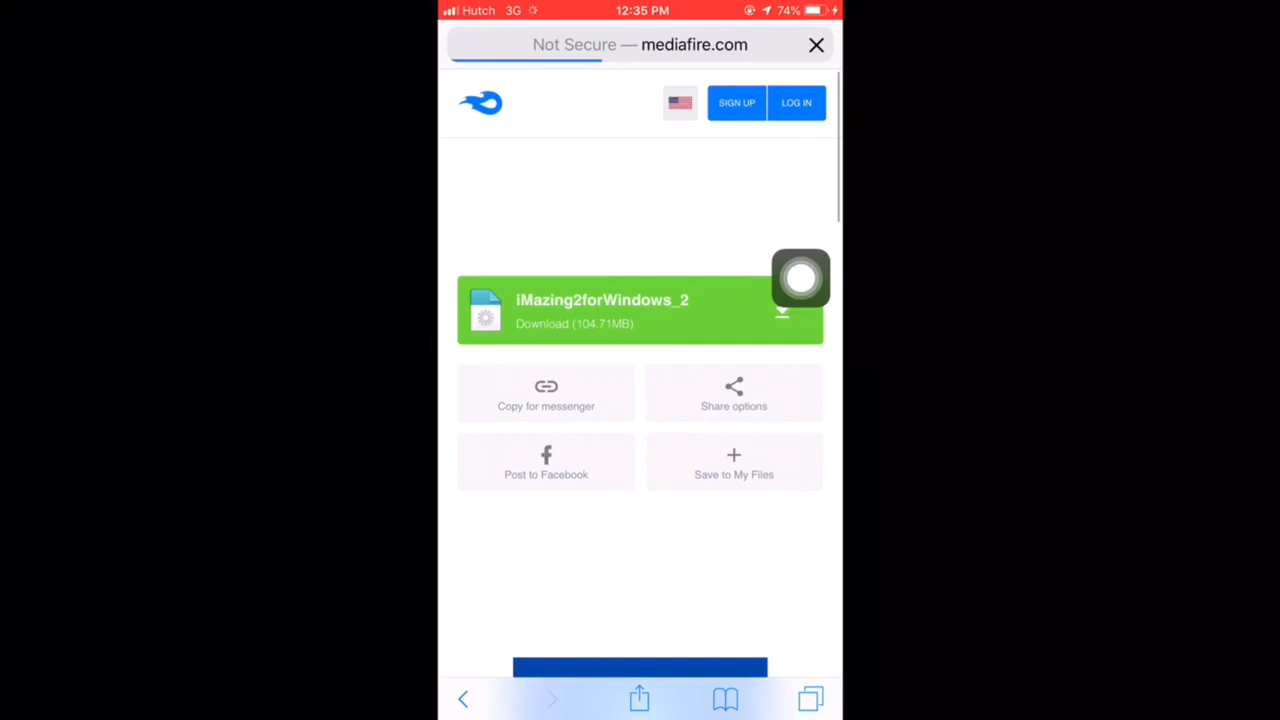 Hutch 3G 12:35 PM 74%
Not Secure — mediafire.com
SIGN UP LOG IN
iMazing2forWindows_2
Download (104.71MB)
Copy for messenger
Share options
Post to Facebook
Save to My Files